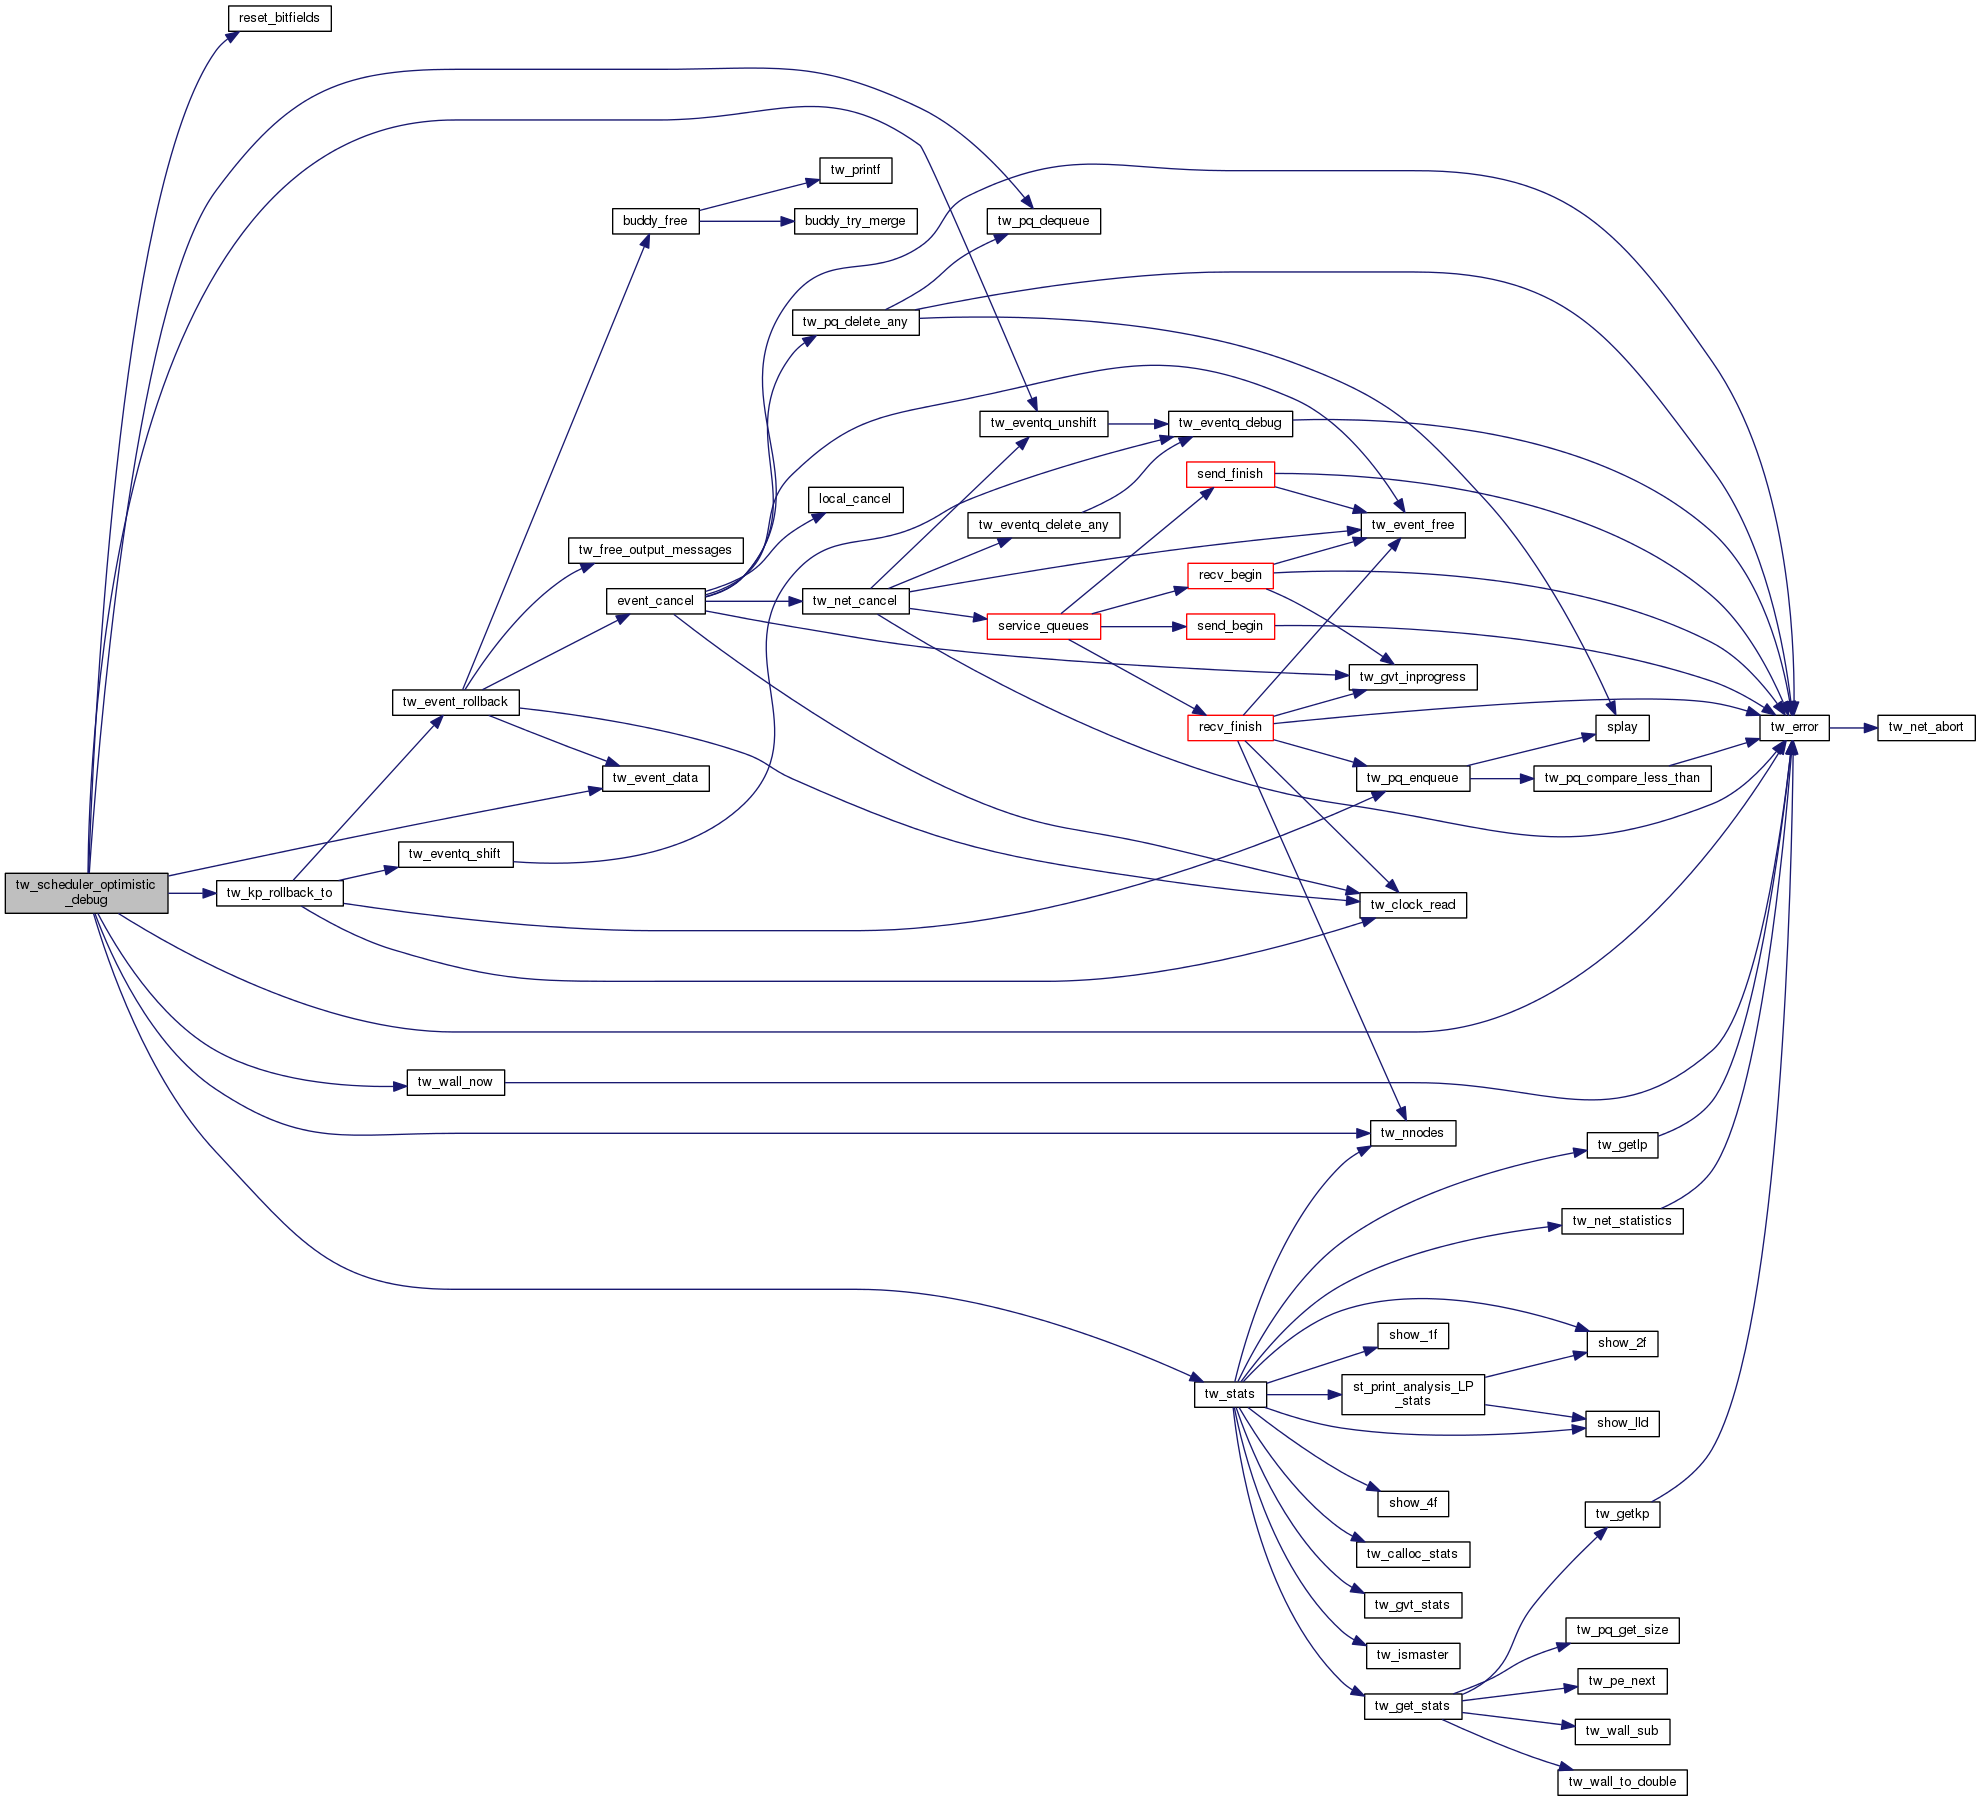 reset_bitfields
tw_printf
buddy_free
buddy_try_merge
tw_pq_dequeue
tw_pq_delete_any
tw_eventq_unshift
tw_eventq_debug
send_finish
local_cancel
tw_eventq_delete_any
tw_event_free
tw_free_output_messages
recv_begin
event_cancel
tw_net_cancel
service_queues
send_begin
tw_gvt_inprogress
tw_event_rollback
recv_finish
splay
tw_error
tw_net_abort
tw_event_data
tw_pq_enqueue
tw_pq_compare_less_than
tw_eventq_shift
tw_scheduler_optimistic
_debug
tw_kp_rollback_to
tw_clock_read
tw_wall_now
tw_nnodes
tw_getlp
tw_net_statistics
show_1f
show_2f
tw_stats
st_print_analysis_LP
_stats
show_lld
show_4f
tw_getkp
tw_calloc_stats
tw_gvt_stats
tw_pq_get_size
tw_ismaster
tw_pe_next
tw_get_stats
tw_wall_sub
tw_wall_to_double